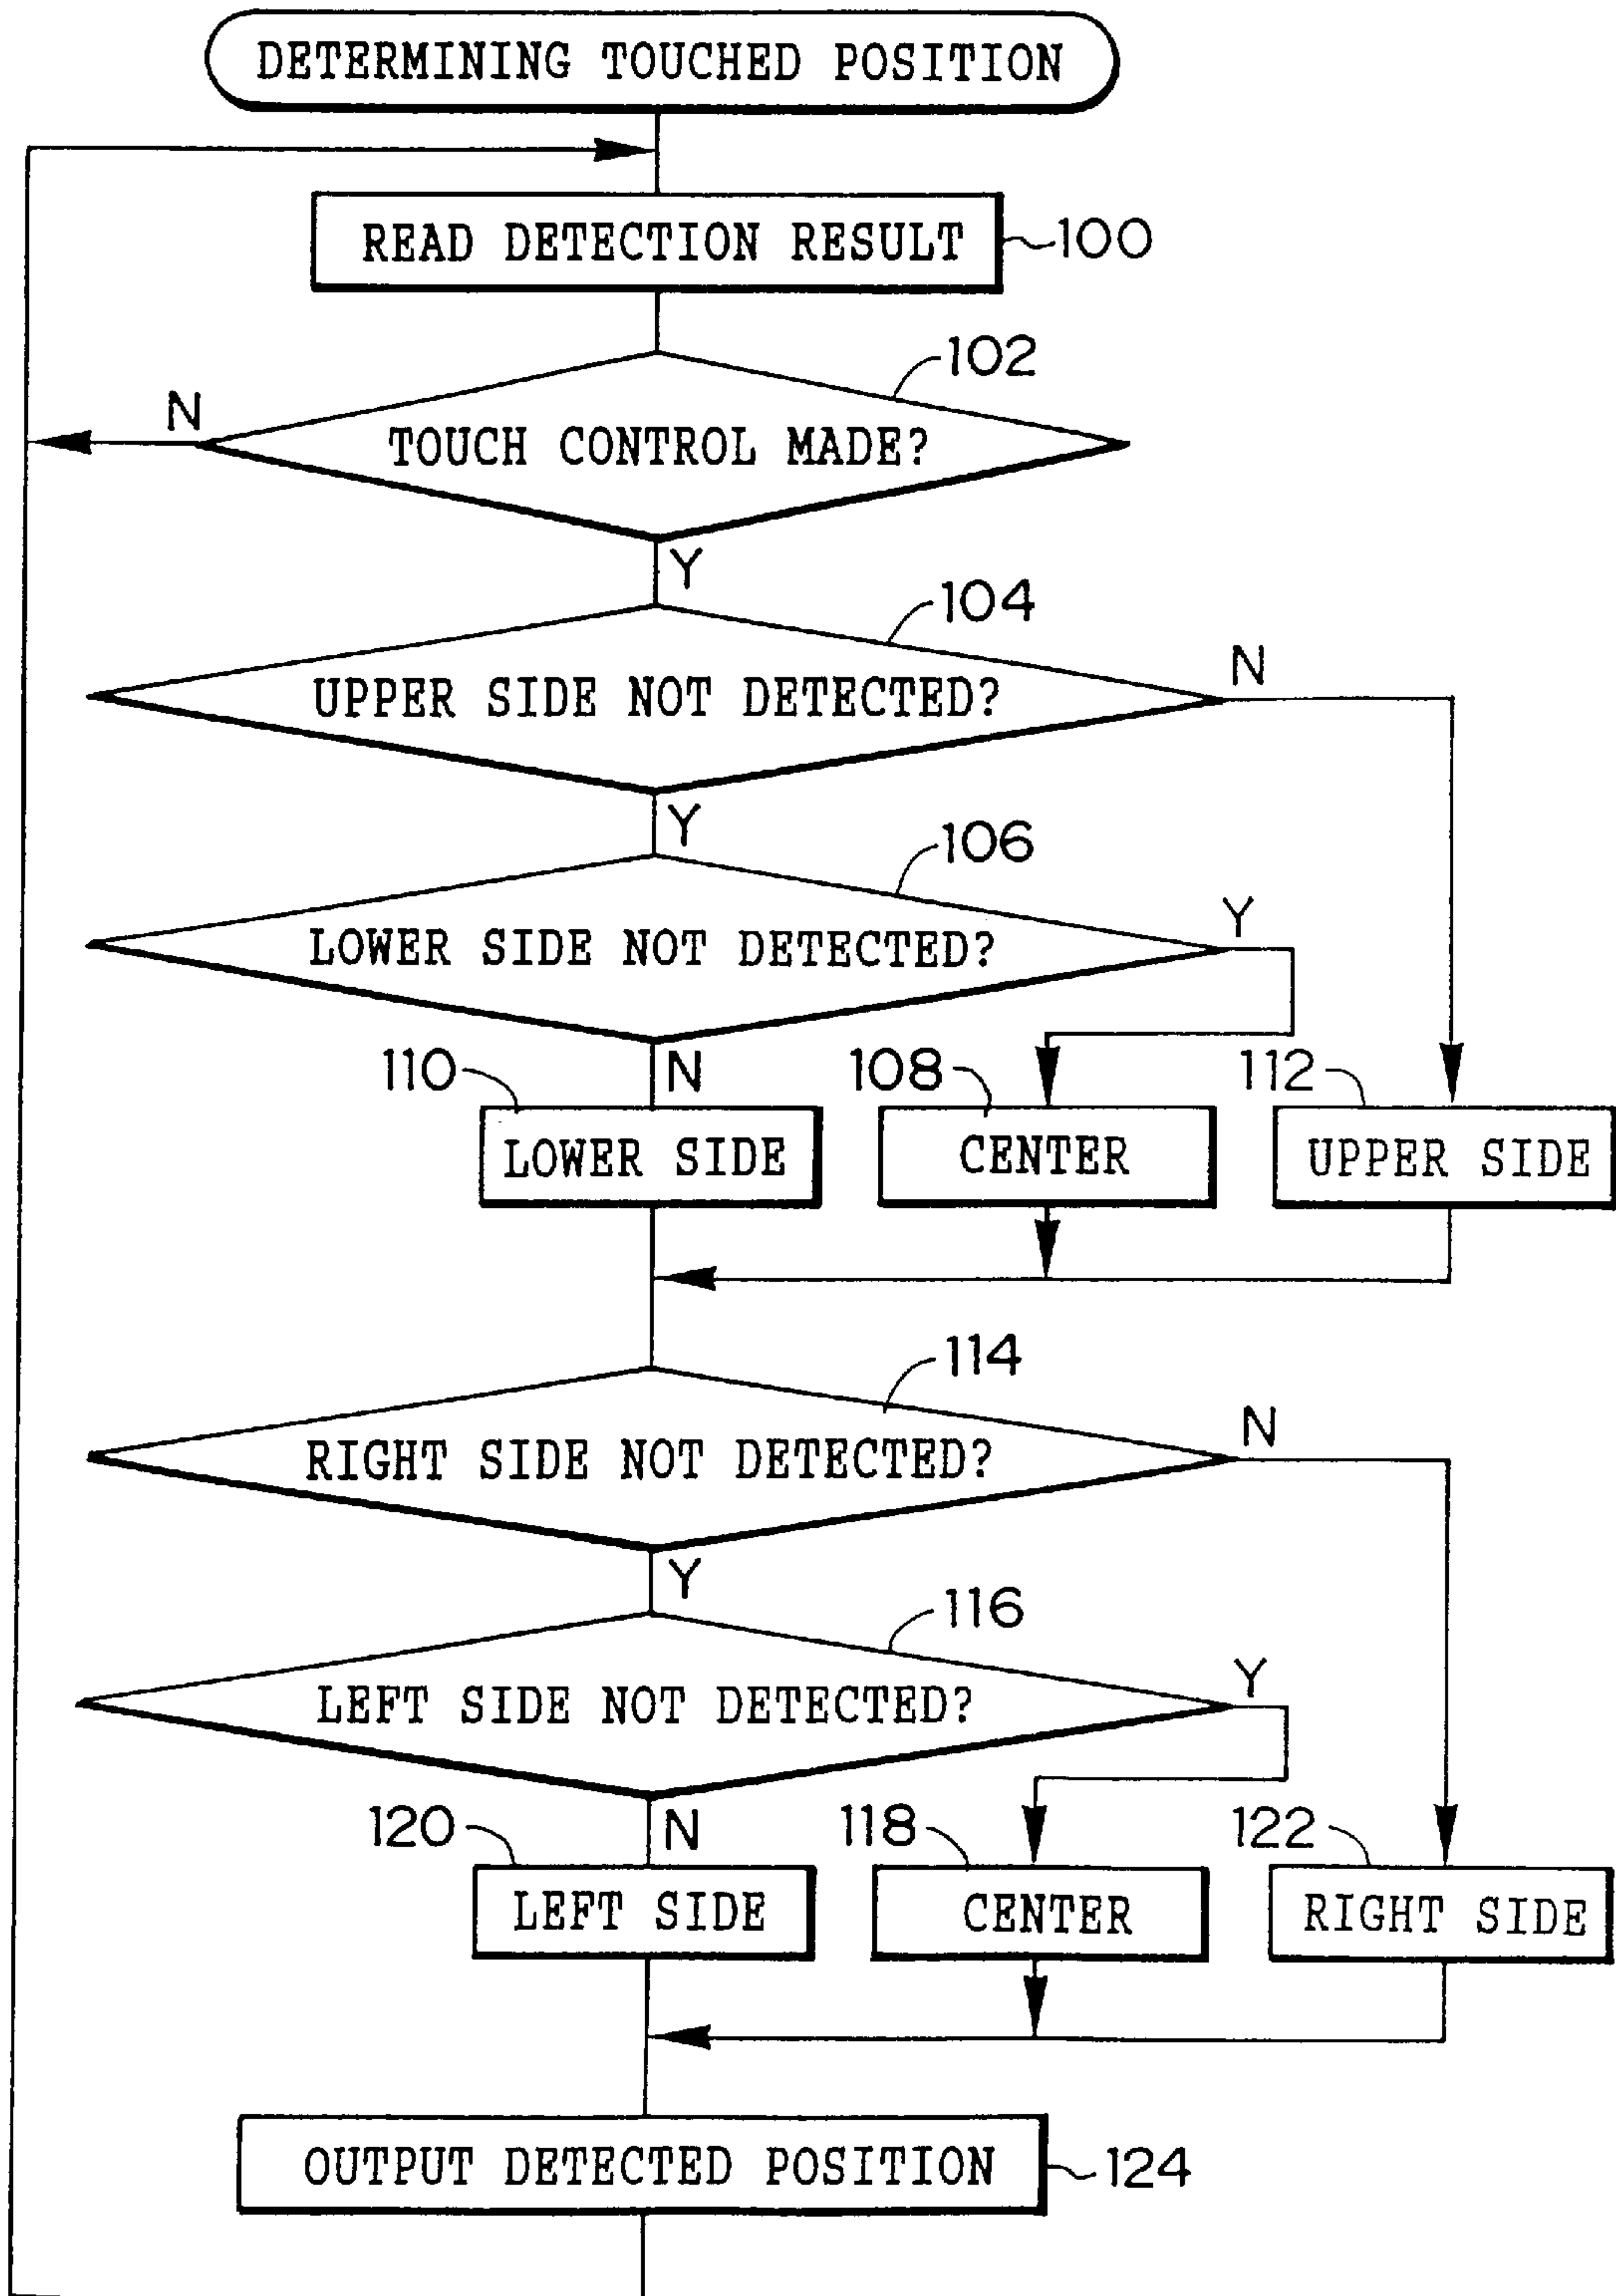 DETERMINING TOUCHED POSITION
READ DETECTION RESULT
100
102
N
TOUCH CONTROL MADE?
Y
104
N
UPPER SIDE NOT DETECTED?
Y
106
Y
LOWER SIDE NOT DETECTED?
N
110
108
112
LOWER SIDE
CENTER
UPPER SIDE
114
N
RIGHT SIDE NOT DETECTED?
Y
116
Y
LEFT SIDE NOT DETECTED?
N
120
118
122
LEFT SIDE
CENTER
RIGHT SIDE
OUTPUT DETECTED POSITION
124